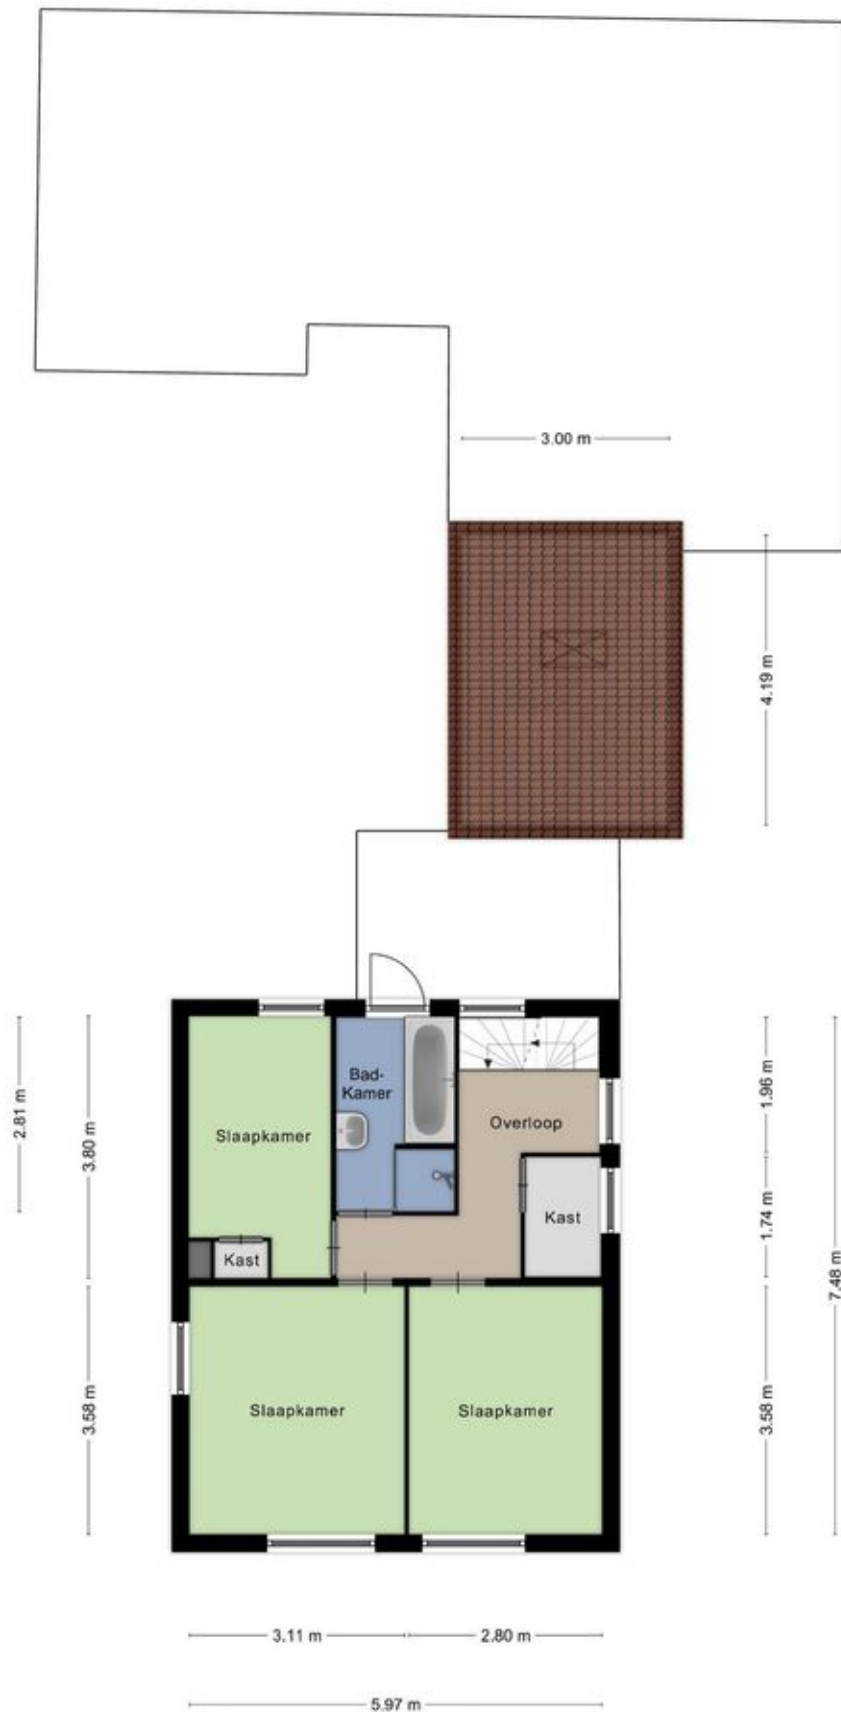 3.00 m
4.19 m
2.81 m
3.80 m
Bad-
Kamer
Slaapkamer
Overloop
1.96 m
Kast
Kast
1.74 m
7.48 m
3.58 m
Slaapkamer
Slaapkamer
3.58 m
3.11 m
2.80 m
5.97 m